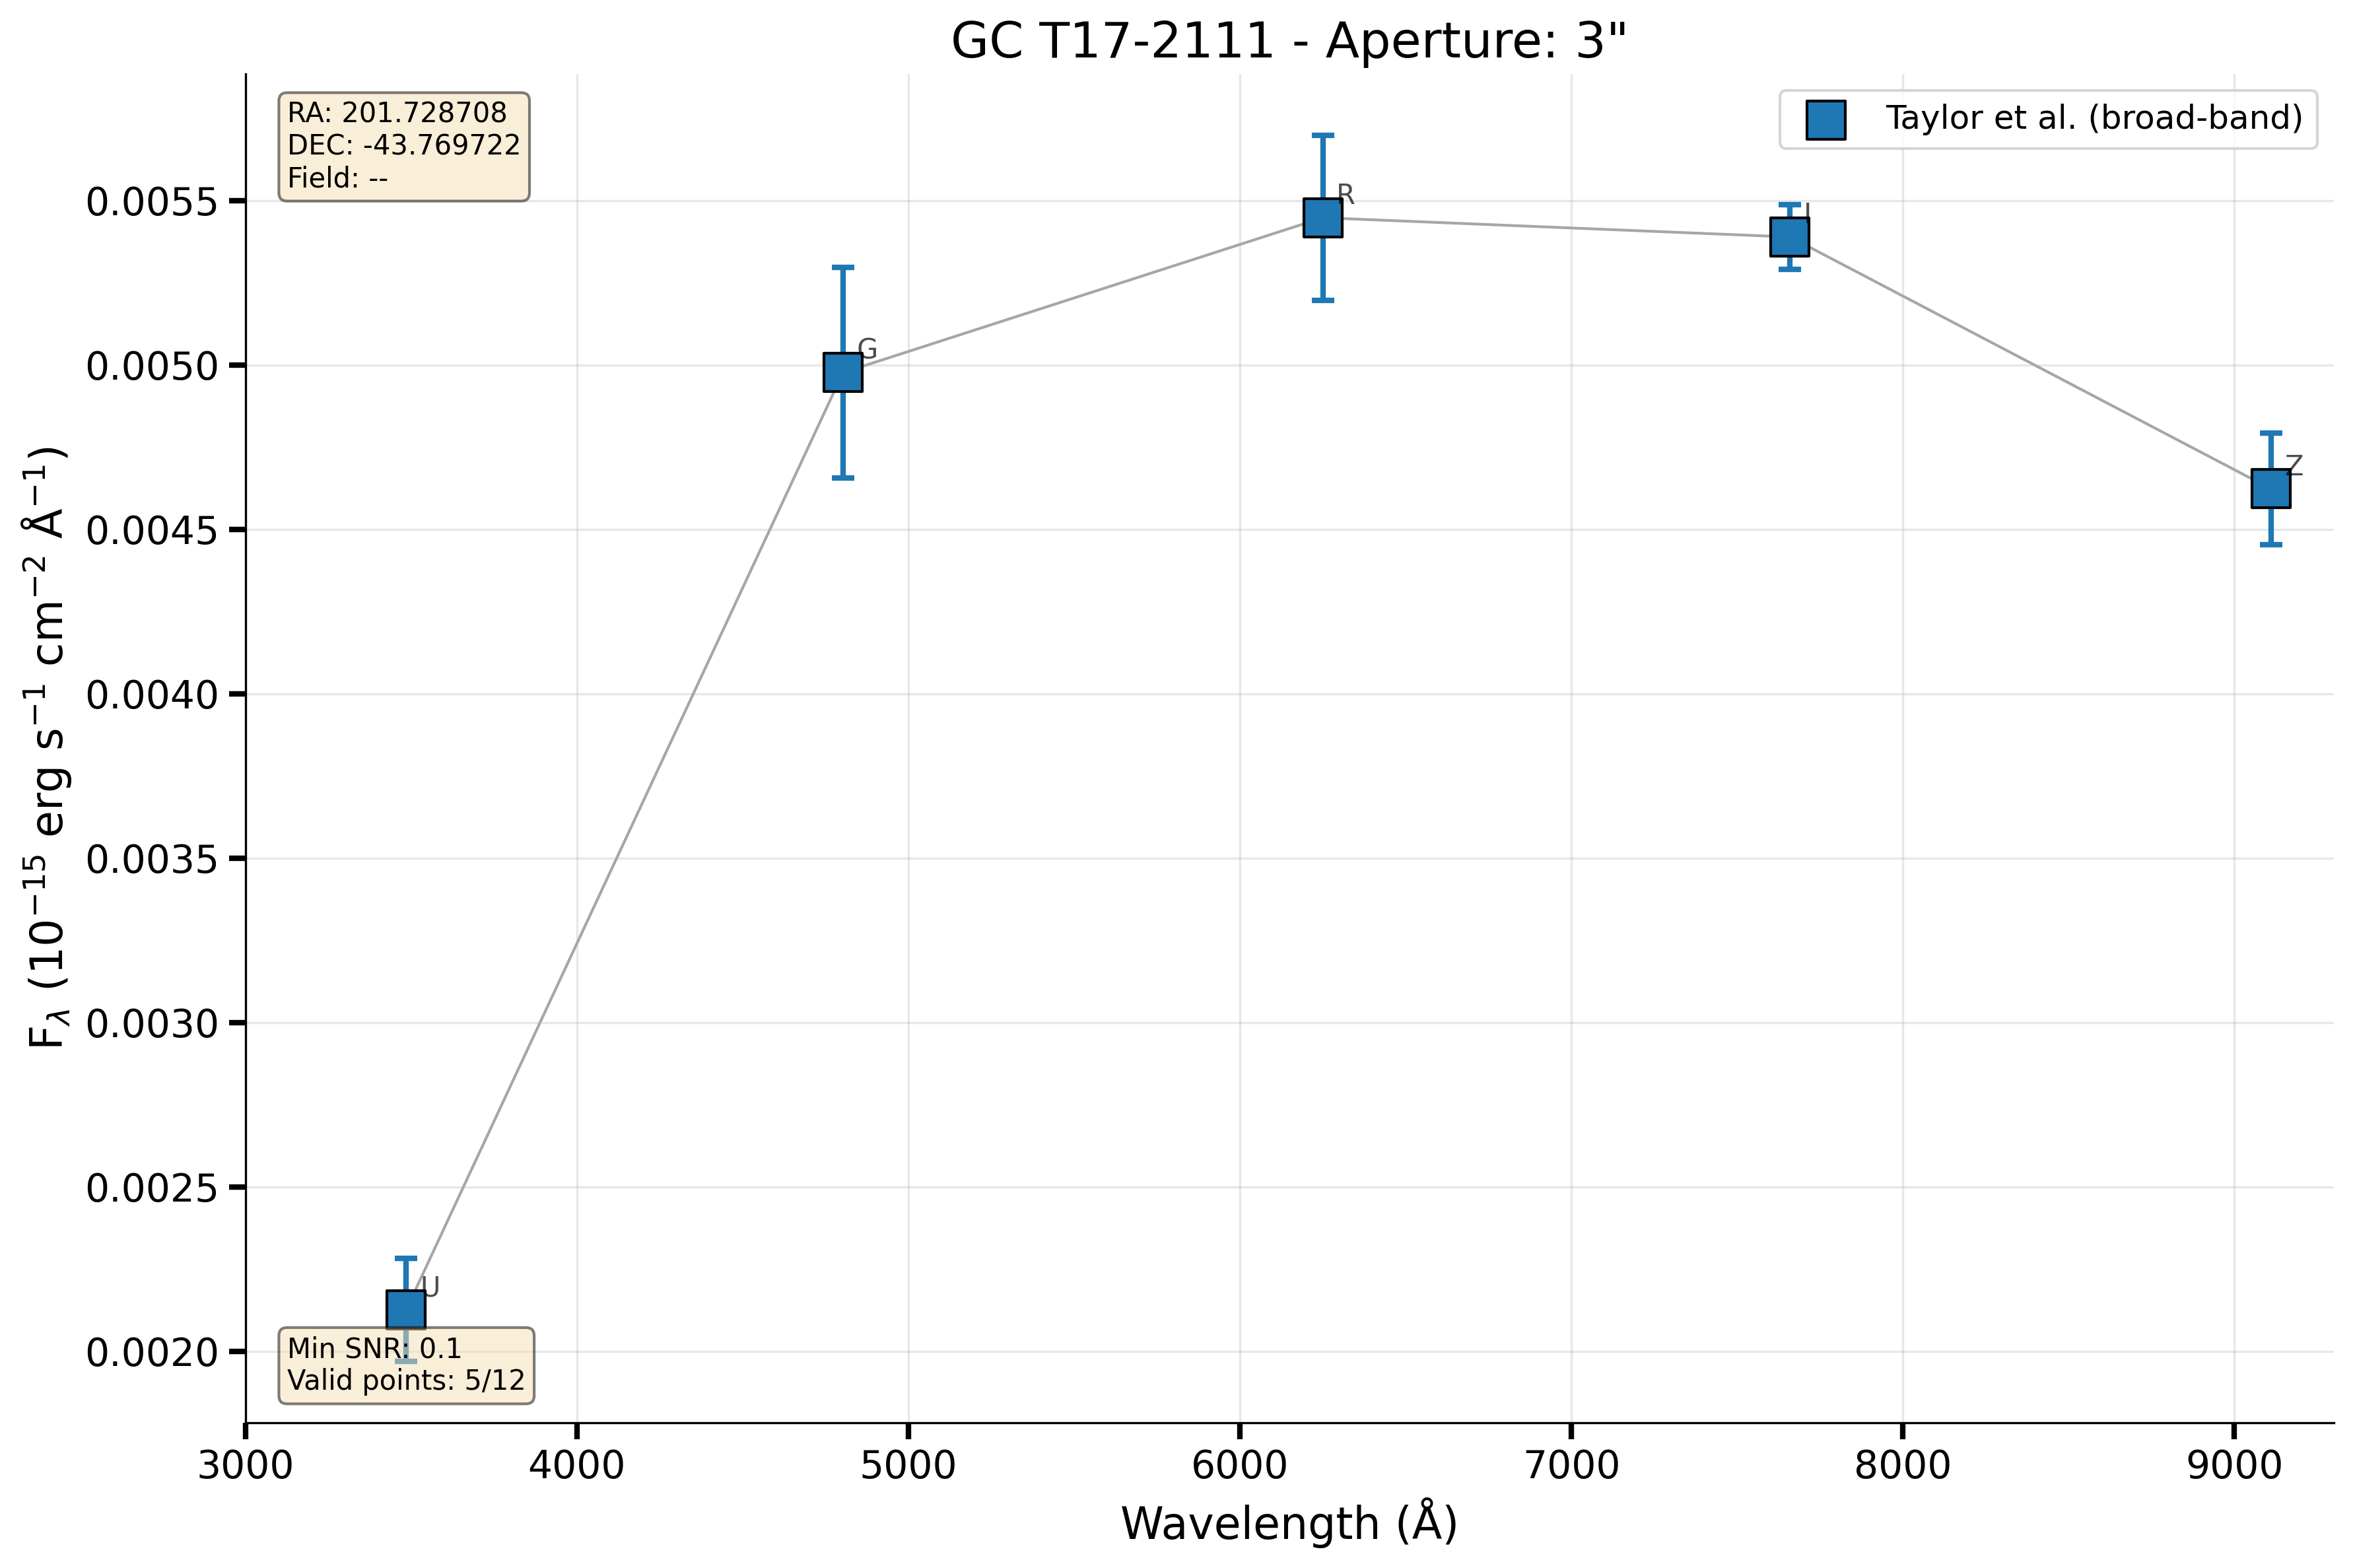 GC T17-2111 - Aperture: 3"
RA: 201.728708
DEC: -43.769722
Field: --
Taylor et al. (broad-band)
F_λ (10⁻¹⁵ erg s⁻¹ cm⁻² Å⁻¹)
0.0055
0.0050
0.0045
0.0040
0.0035
0.0030
0.0025
0.0020
U
G
R
I
Z
Min SNR: 0.1
Valid points: 5/12
3000 4000 5000 6000 7000 8000 9000
Wavelength (Å)